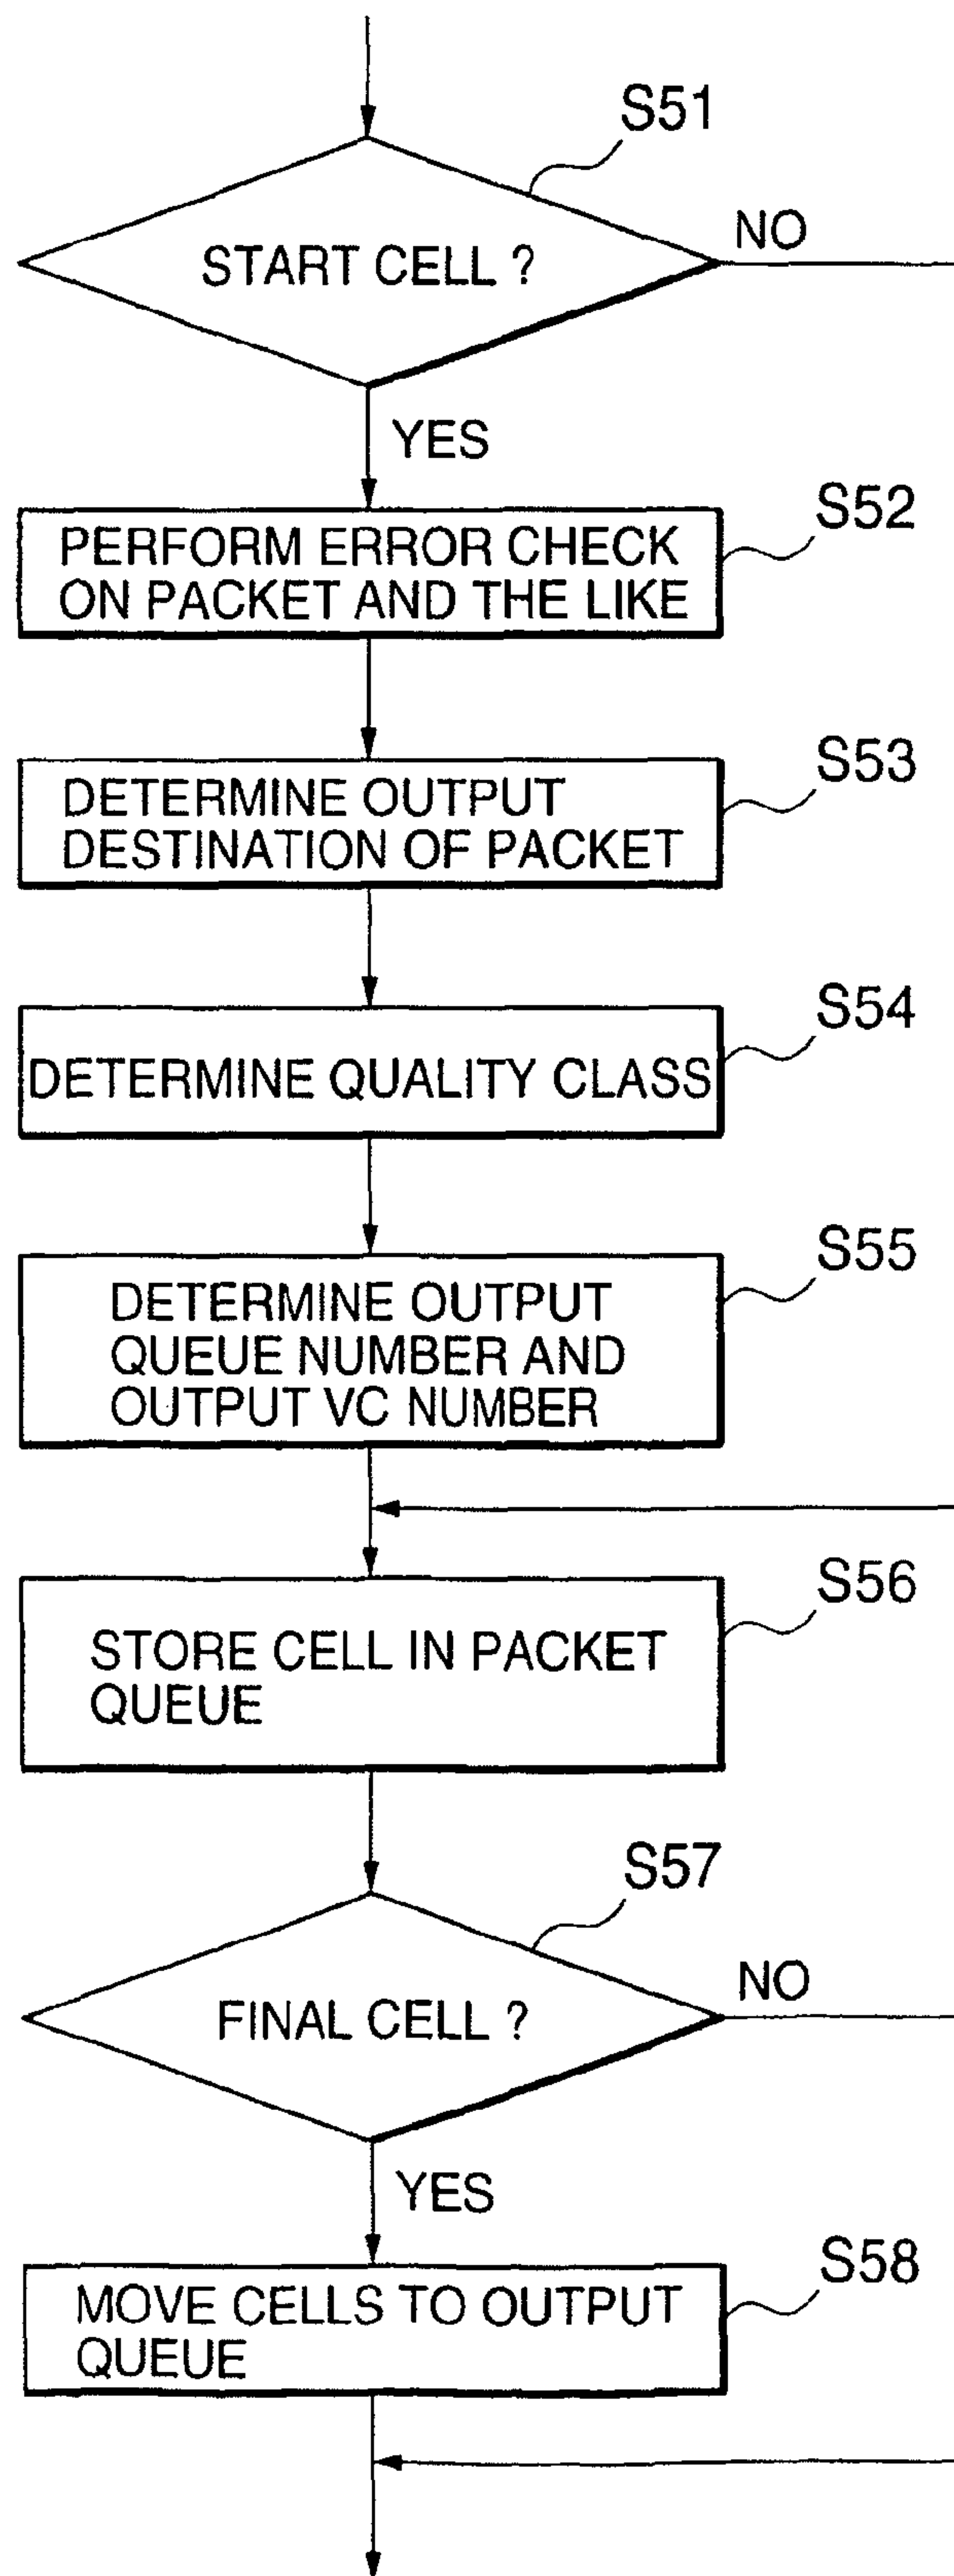 S51
START CELL ?
NO
YES
S52
PERFORM ERROR CHECK
ON PACKET AND THE LIKE
S53
DETERMINE OUTPUT
DESTINATION OF PACKET
S54
DETERMINE QUALITY CLASS
S55
DETERMINE OUTPUT
QUEUE NUMBER AND
OUTPUT VC NUMBER
S56
STORE CELL IN PACKET
QUEUE
S57
FINAL CELL ?
NO
YES
S58
MOVE CELLS TO OUTPUT
QUEUE